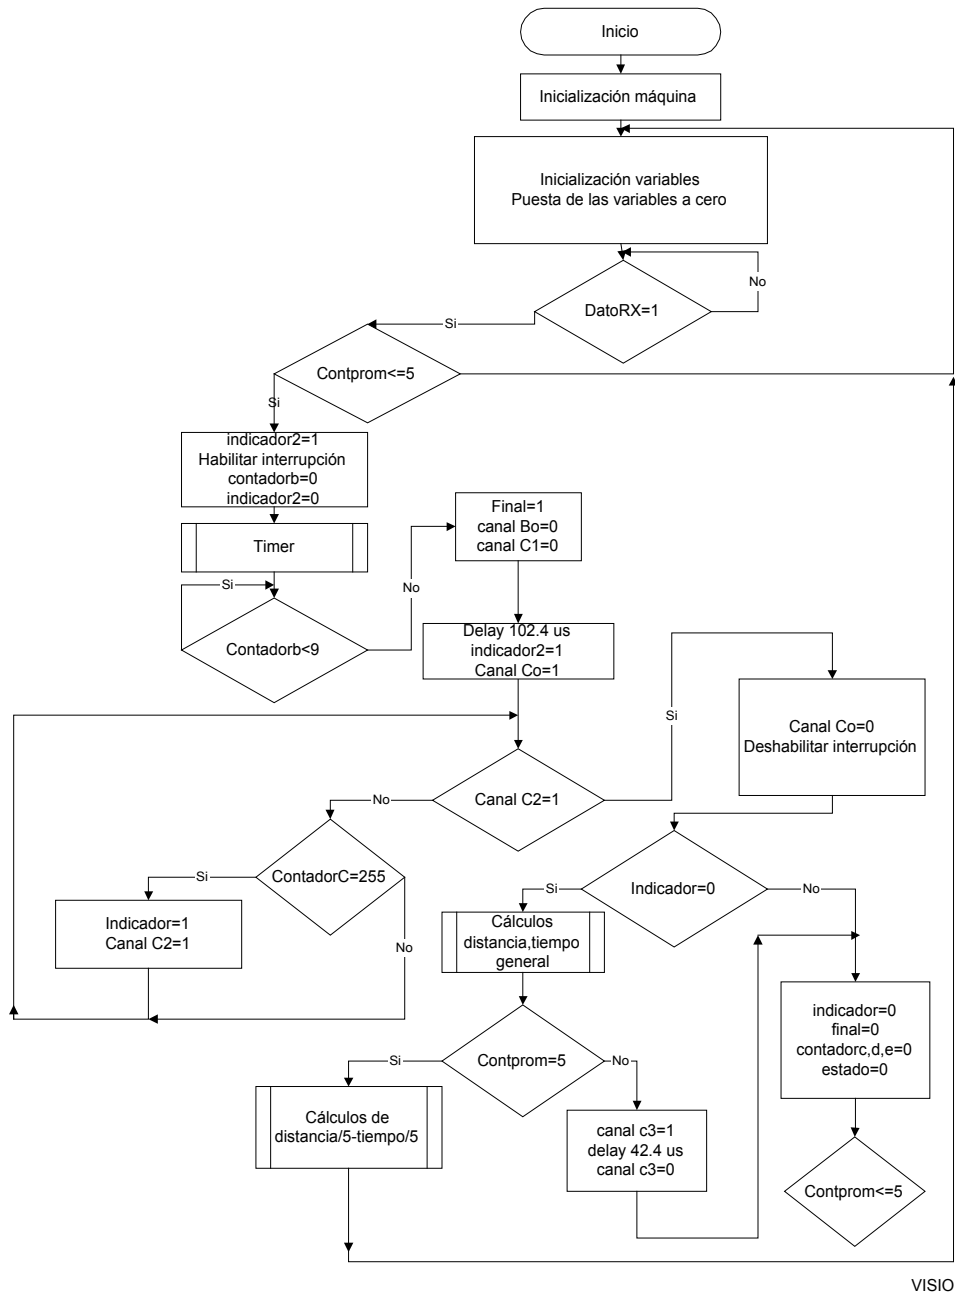 Inicio
Inicialización máquina
Inicialización variables
Puesta de las variables a cero
No
DatoRX=1
Si
Contprom<=5
Si
indicador2=1
Habilitar interrupción
contadorb=0
indicador2=0
Final=1
canal Bo=0
canal C1=0
Timer
Si
No
Contadorb<9
Delay 102.4 us
indicador2=1
Canal Co=1
Si
Canal Co=0
Deshabilitar interrupción
No
Canal C2=1
ContadorC=255
Si
Indicador=0
Si
No
Indicador=1
Canal C2=1
No
Cálculos
distancia,tiempo
general
indicador=0
final=0
contadorc,d,e=0
estado=0
Si
Contprom=5
No
Cálculos de
distancia/5-tiempo/5
canal c3=1
delay 42.4 us
canal c3=0
Contprom<=5
VISIO